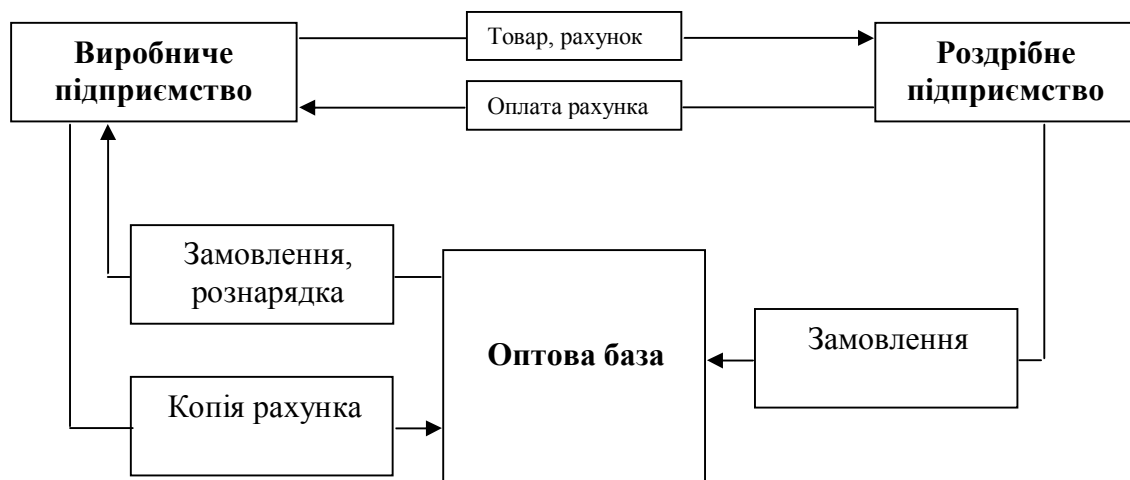 Виробниче
підприємство
Товар, рахунок
Роздрібне
підприємство
Оплата рахунка
Замовлення,
рознарядка
Оптова база
Замовлення
Копія рахунка